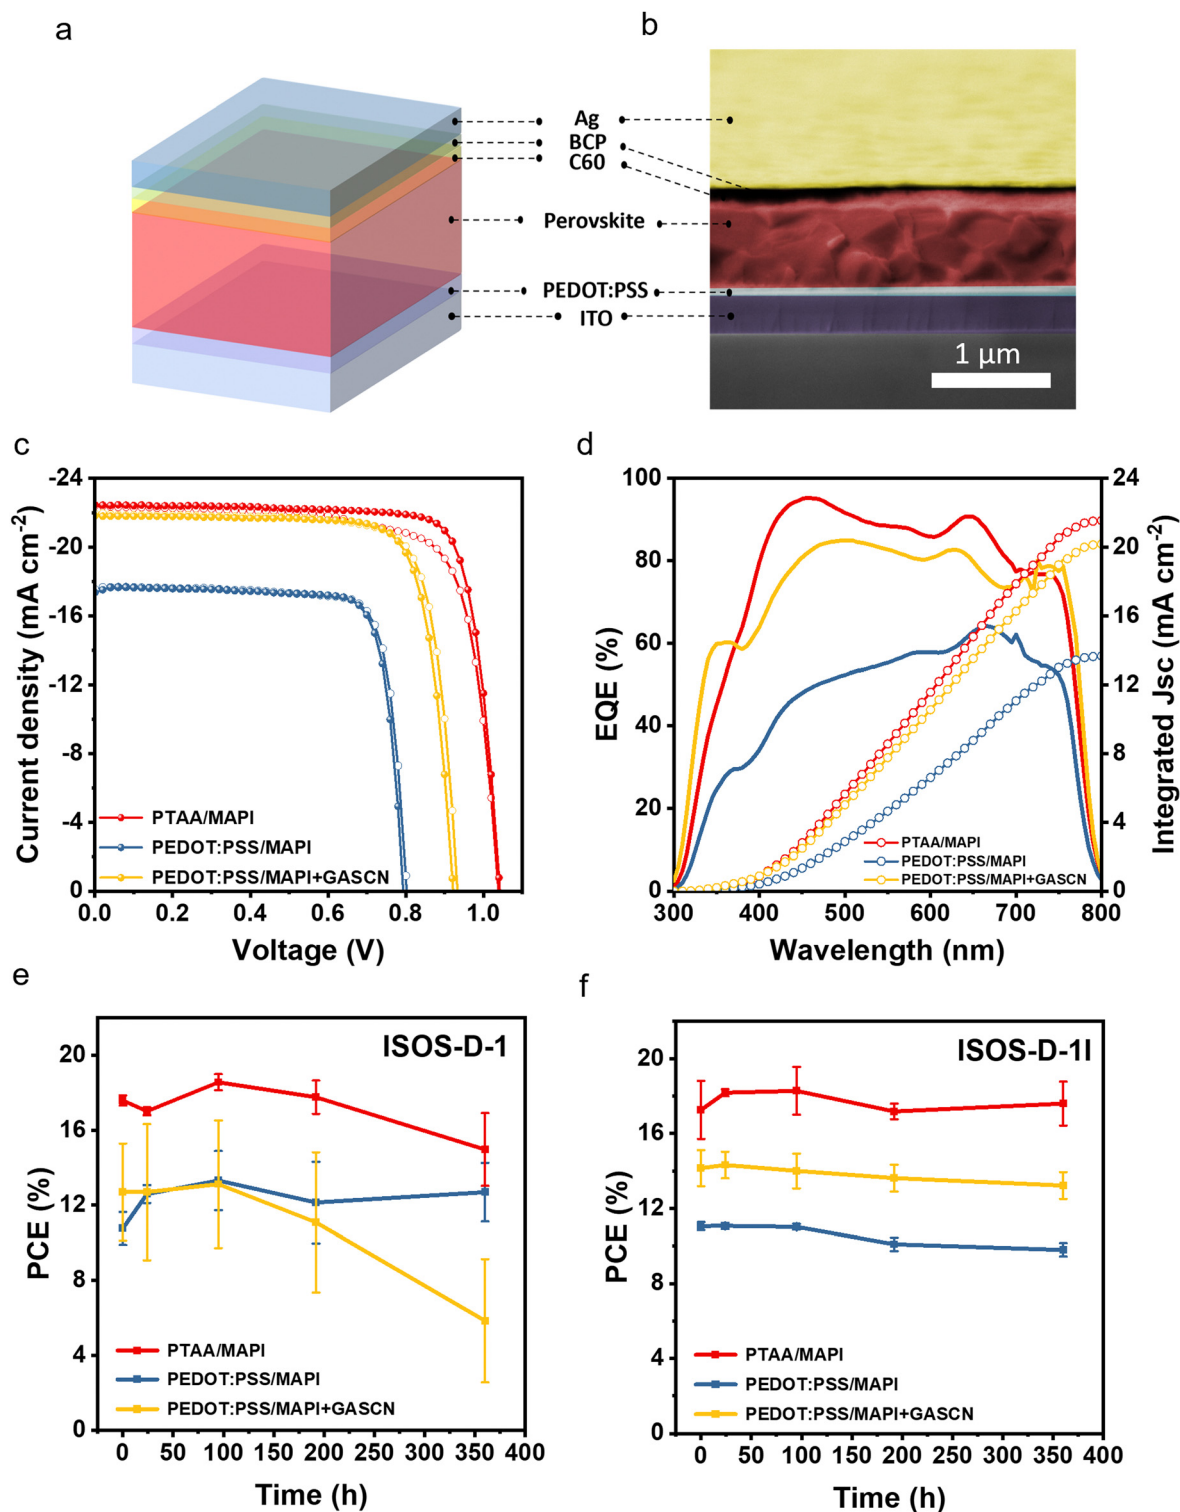 a
b
Ag
BCP
C60
Perovskite
PEDOT:PSS
ITO
1 µm
c
-24
-20
-16
-12
-8
-4
0
Current density (mA cm-2)
PTAA/MAPI
PEDOT:PSS/MAPI
PEDOT:PSS/MAPI+GASCN
0.0 0.2 0.4 0.6 0.8 1.0
Voltage (V)
d
100
80
60
40
20
0
EQE (%)
24
20
16
12
8
4
0
Integrated Jsc (mA cm-2)
PTAA/MAPI
PEDOT:PSS/MAPI
PEDOT:PSS/MAPI+GASCN
300 400 500 600 700 800
Wavelength (nm)
e
ISOS-D-1
20
16
12
8
4
0
PCE (%)
PTAA/MAPI
PEDOT:PSS/MAPI
PEDOT:PSS/MAPI+GASCN
0 50 100 150 200 250 300 350 400
Time (h)
f
ISOS-D-1I
20
16
12
8
4
0
PCE (%)
PTAA/MAPI
PEDOT:PSS/MAPI
PEDOT:PSS/MAPI+GASCN
0 50 100 150 200 250 300 350 400
Time (h)